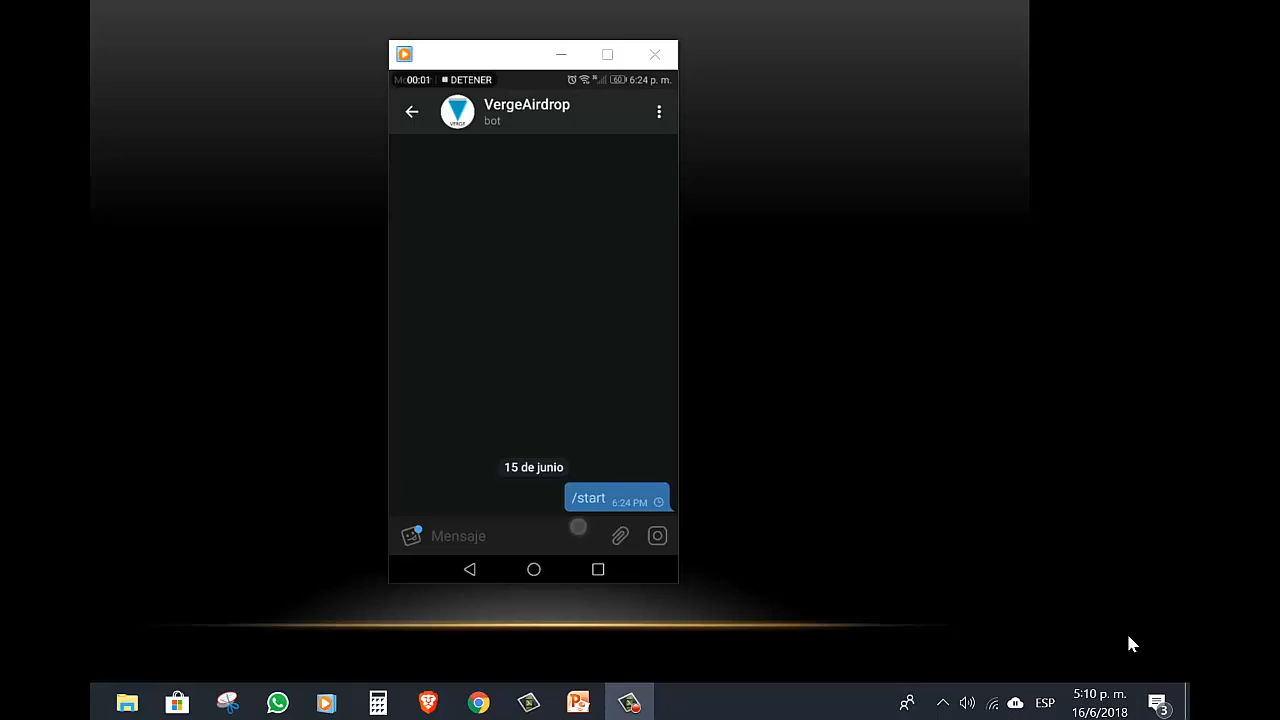 00:01 DETENER 6:24 p. m.
VergeAirdrop
bot
VERGE
15 de junio
/start 6:24 PM
Mensaje
ESP
5:10 p. m.
16/6/2018
3